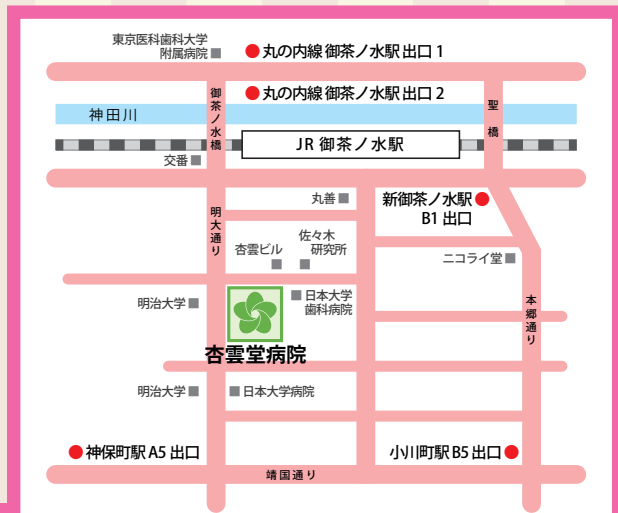 東京医科歯科大学
附属病院
丸の内線 御茶ノ水駅 出口 1
御茶ノ水橋
丸の内線 御茶ノ水駅 出口 2
聖橋
神田川
JR 御茶ノ水駅
交番
丸善
新御茶ノ水駅
B1 出口
明大通り
佐々木
研究所
杏雲ビル
ニコライ堂
日本大学
歯科病院
明治大学
本郷通り
杏雲堂病院
明治大学
日本大学病院
神保町駅 A5 出口
小川町駅 B5 出口
靖国通り